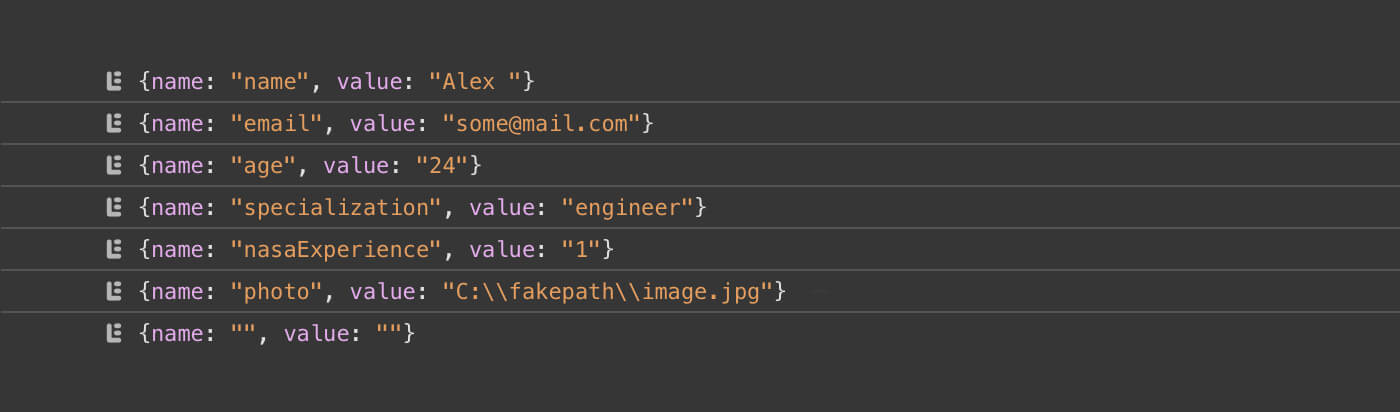 {name: "name", value: "Alex "}
{name: "email", value: "some@mail.com"}
{name: "age", value: "24"}
{name: "specialization", value: "engineer"}
{name: "nasaExperience", value: "1"}
{name: "photo", value: "C:\\fakepath\\image.jpg"}
{name: "", value: ""}